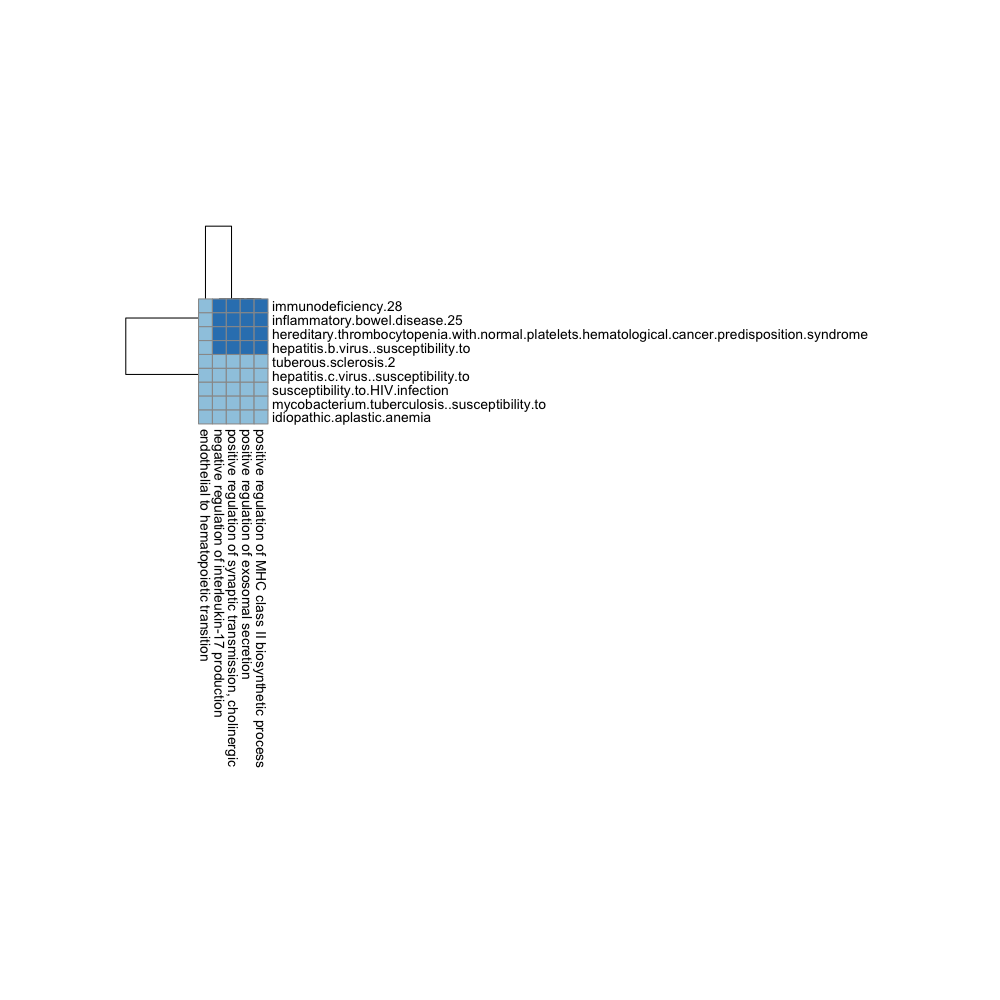 immunodeficiency.28
inflammatory.bowel.disease.25
hereditary.thrombocytopenia.with.normal.platelets.hematological.cancer.predisposition.syndrome
hepatitis.b.virus..susceptibility.to
tuberous.sclerosis.2
hepatitis.c.virus..susceptibility.to
susceptibility.to.HIV.infection
mycobacterium.tuberculosis..susceptibility.to
idiopathic.aplastic.anemia
endothelial to hematopoietic transition
negative regulation of interleukin-17 production
positive regulation of synaptic transmission, cholinergic
positive regulation of exosomal secretion
positive regulation of MHC class II biosynthetic process